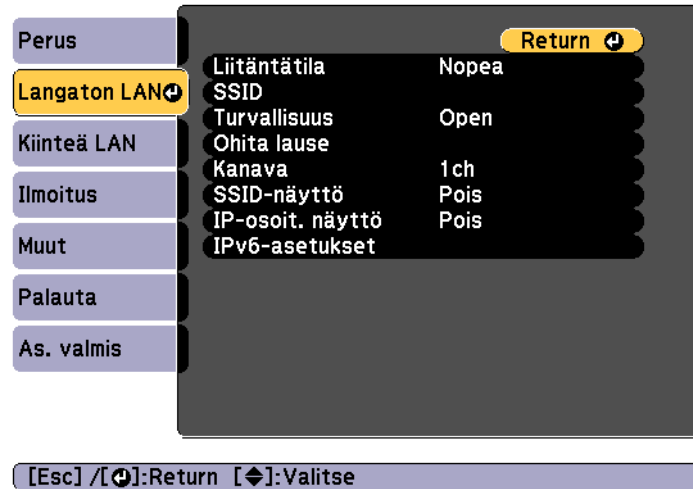 Perus
Langaton LAN
Kiinteä LAN
Ilmoitus
Muut
Palauta
As. valmis
Return
Liitäntätila Nopea
SSID
Turvallisuus Open
Ohita lause
Kanava 1ch
SSID-näyttö Pois
IP-osoit. näyttö Pois
IPv6-asetukset
[Esc] /[⏎]:Return [◆]:Valitse